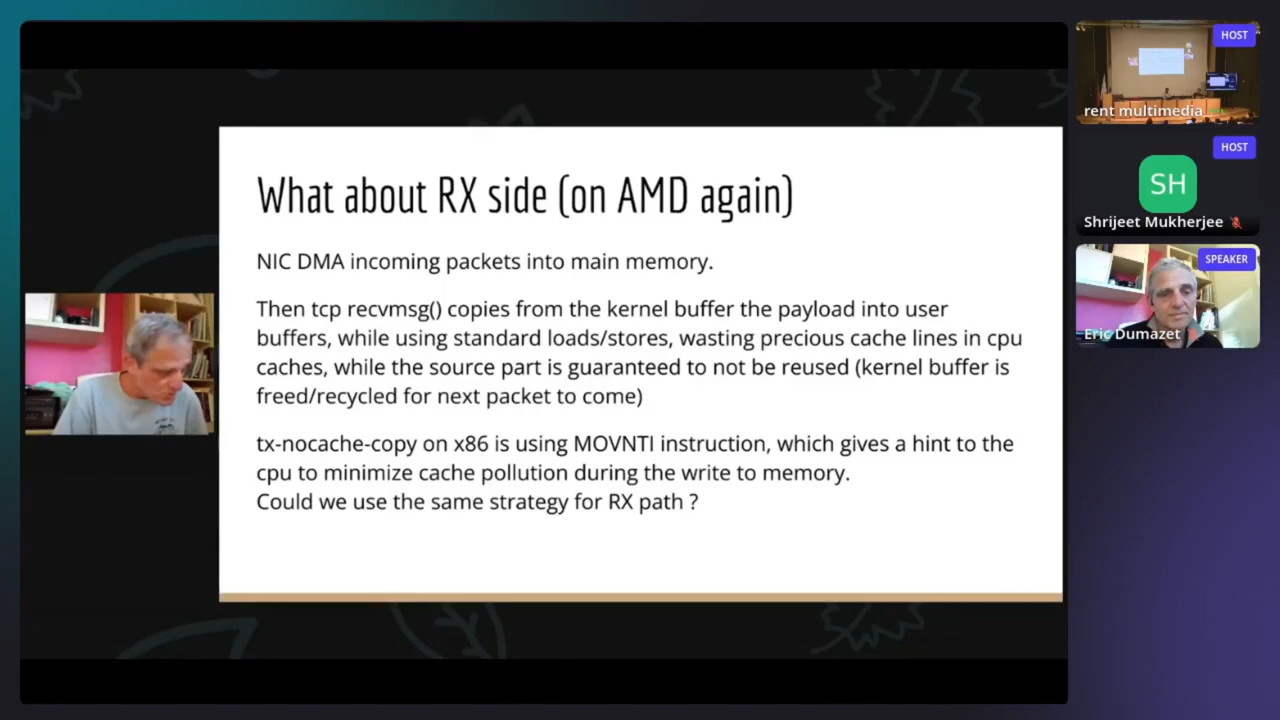 What about RX side (on AMD again)
NIC DMA incoming packets into main memory.
Then tcp recvmsg() copies from the kernel buffer the payload into user
buffers, while using standard loads/stores, wasting precious cache lines in cpu
caches, while the source part is guaranteed to not be reused (kernel buffer is
freed/recycled for next packet to come)
tx-nocache-copy on x86 is using MOVNTI instruction, which gives a hint to the
cpu to minimize cache pollution during the write to memory.
Could we use the same strategy for RX path ?
HOST
rent multimedia
HOST
SH
Shrijeet Mukherjee
SPEAKER
Eric Dumazet